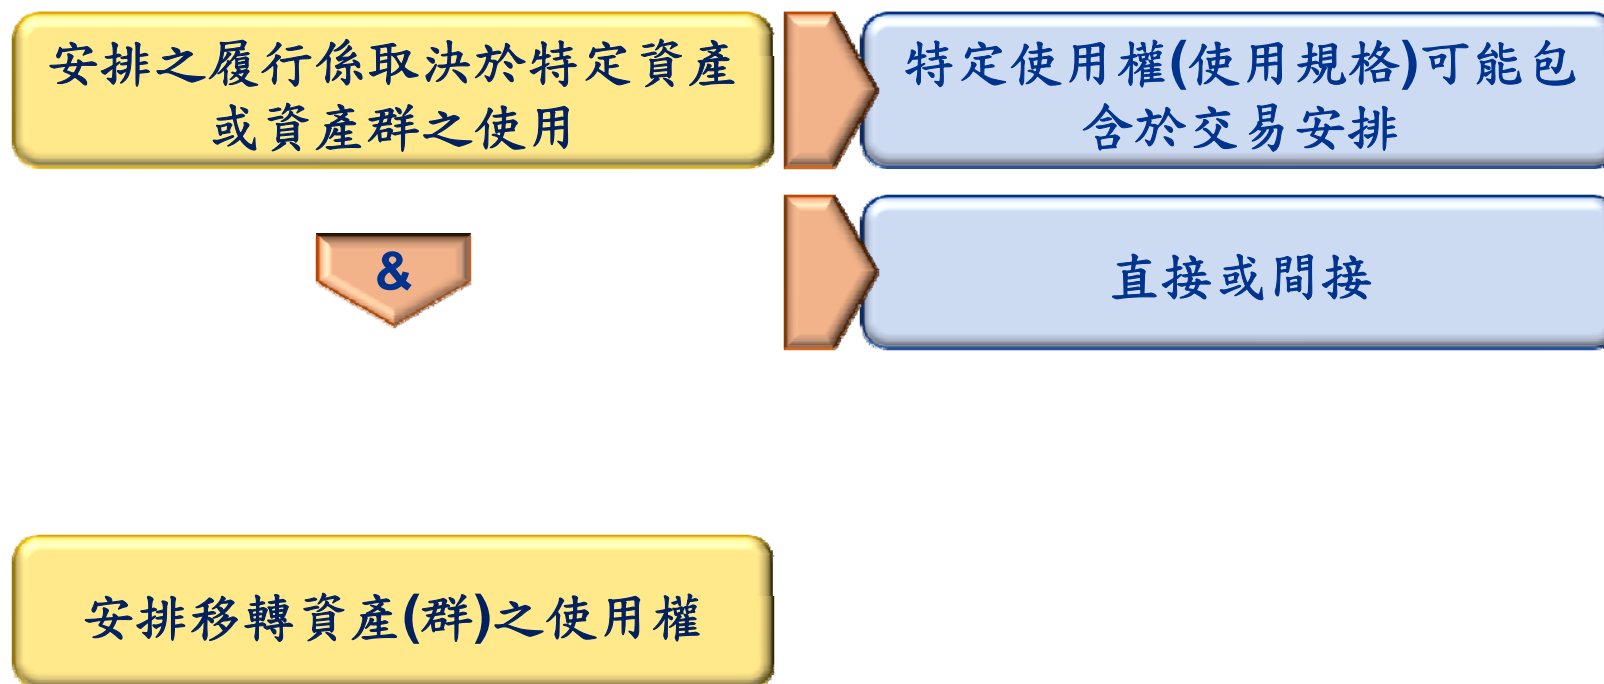 安排之履行係取決於特定資產
或資產群之使用
特定使用權(使用規格)可能包
含於交易安排
&
直接或間接
安排移轉資產(群)之使用權